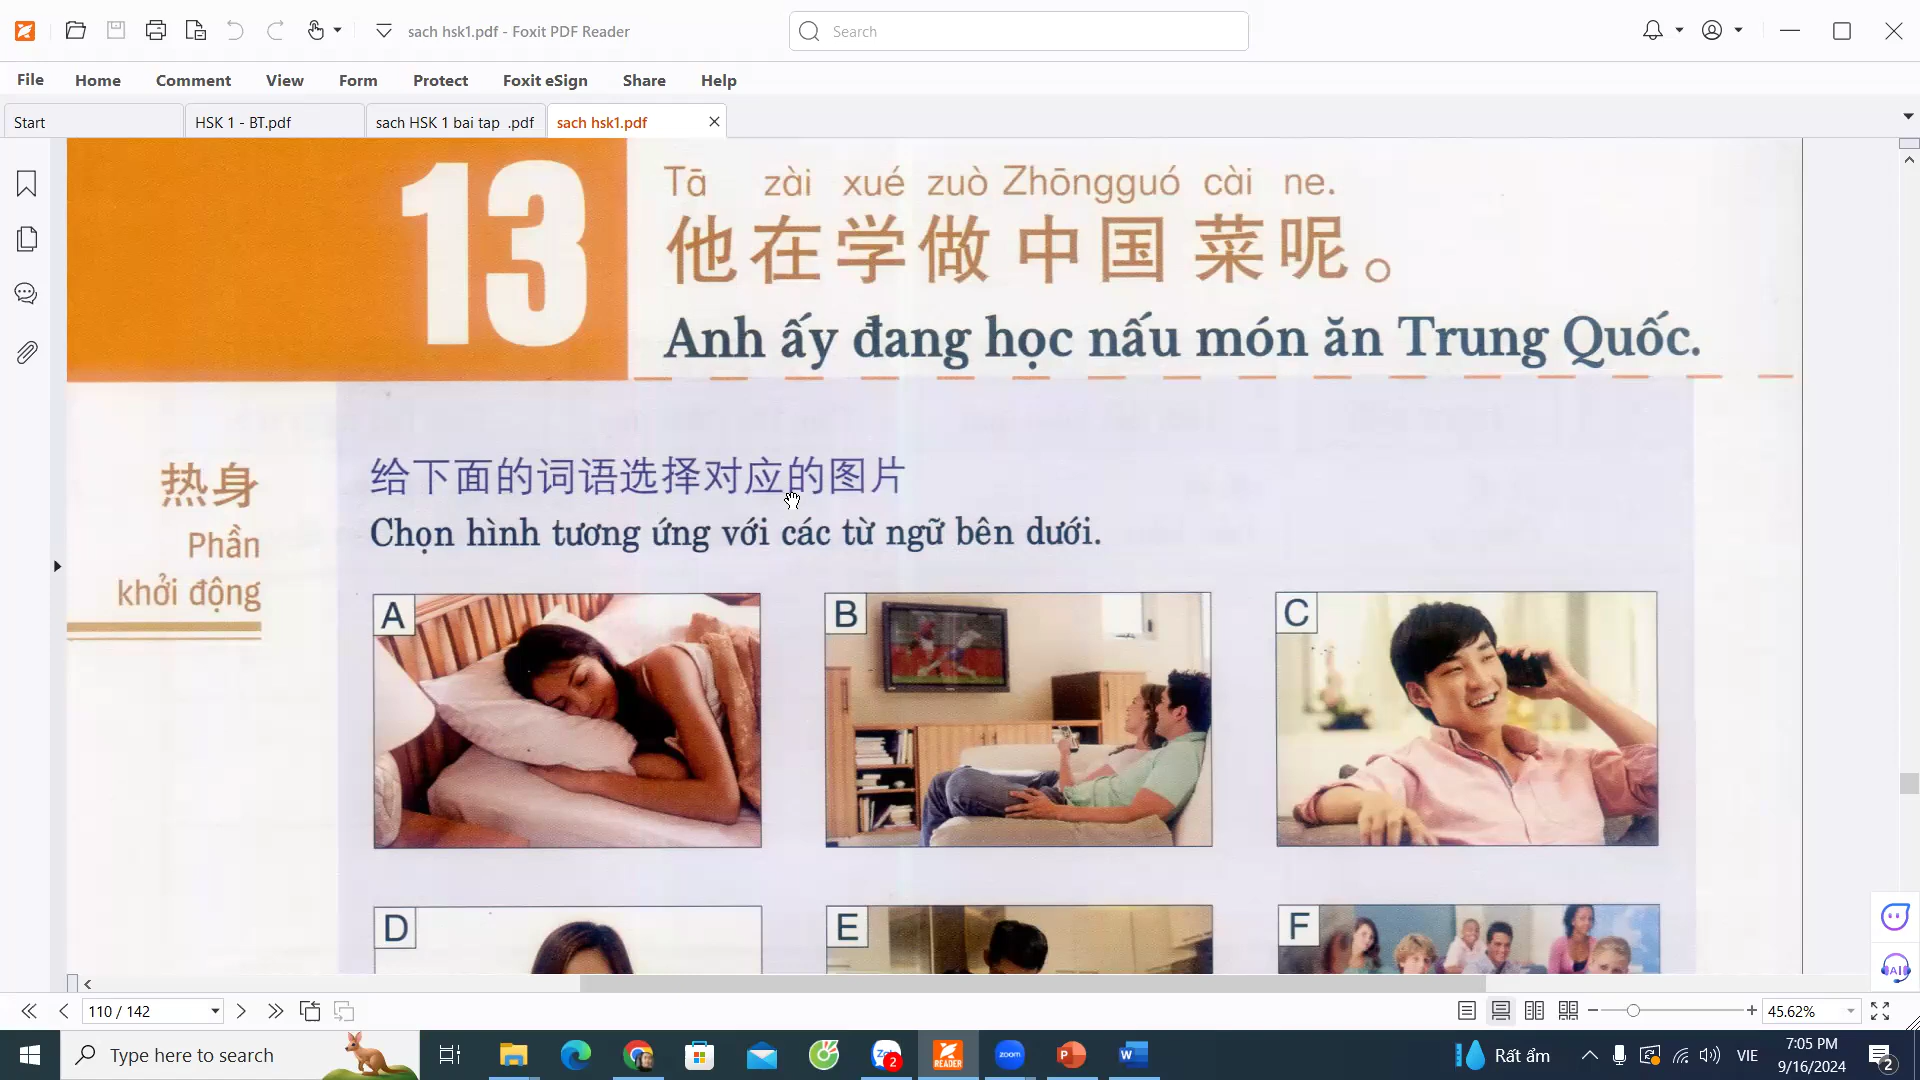 sach hsk1.pdf - Foxit PDF Reader
Search
File Home Comment View Form Protect Foxit eSign Share Help
Start
HSK 1 - BT.pdf
sach HSK 1 bai tap .pdf
sach hsk1.pdf
13
Tā zài xué zuò Zhōngguó cài ne.
他在学做中国菜呢。
Anh ấy đang học nấu món ăn Trung Quốc.
热身
Phần
khởi động
给下面的词语选择对应的图片
Chọn hình tương ứng với các từ ngữ bên dưới.
A
B
C
D
E
F
AI
110 / 142
45.62%
Type here to search
2
READER
zoom
P
W
Rất ẩm
VIE
7:05 PM
9/16/2024
2